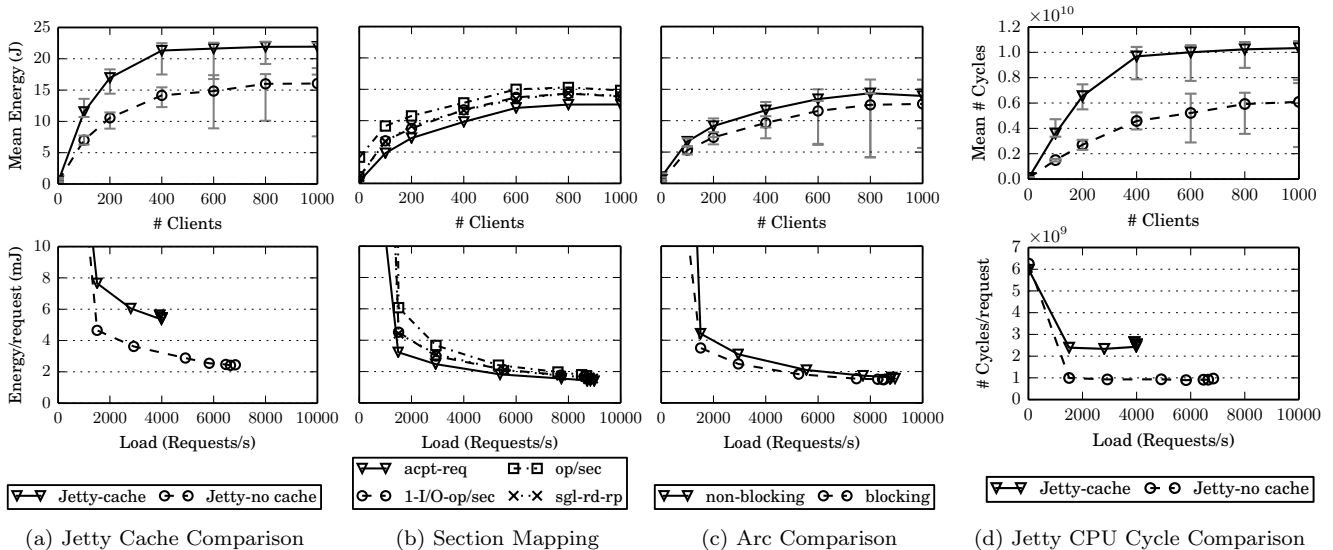 25
20
15
10
5
0
Mean Energy (J)
0 200 400 600 800 1000
# Clients
0 200 400 600 800 1000
# Clients
0 200 400 600 800 1000
# Clients
×10¹⁰
1.2
1.0
0.8
0.6
0.4
0.2
0.0
Mean # Cycles
0 200 400 600 800 1000
# Clients
10
8
6
4
2
0
Energy/request (mJ)
0 2000 4000 6000 8000 10000
Load (Requests/s)
0 2000 4000 6000 8000 10000
Load (Requests/s)
0 2000 4000 6000 8000 10000
Load (Requests/s)
×10⁹
7
6
5
4
3
2
1
0
# Cycles/request
0 2000 4000 6000 8000 10000
Load (Requests/s)
Jetty-cache Jetty-no cache
acpt-req op/sec
1-I/O-op/sec sgl-rd-rp
non-blocking blocking
Jetty-cache Jetty-no cache
(a) Jetty Cache Comparison
(b) Section Mapping
(c) Arc Comparison
(d) Jetty CPU Cycle Comparison